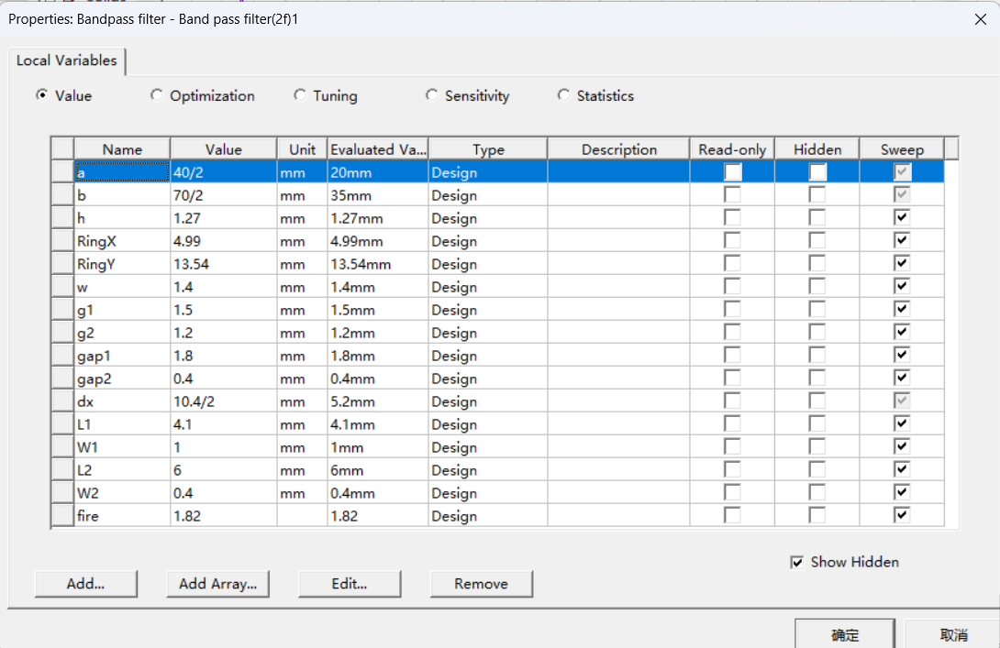 Properties: Bandpass filter - Band pass filter(2f)1
Local Variables
Value Optimization Tuning Sensitivity Statistics
Name Value Unit Evaluated Va... Type Description Read-only Hidden Sweep
a 40/2 mm 20mm Design
b 70/2 mm 35mm Design
h 1.27 mm 1.27mm Design
RingX 4.99 mm 4.99mm Design
RingY 13.54 mm 13.54mm Design
w 1.4 mm 1.4mm Design
g1 1.5 mm 1.5mm Design
g2 1.2 mm 1.2mm Design
gap1 1.8 mm 1.8mm Design
gap2 0.4 mm 0.4mm Design
dx 10.4/2 mm 5.2mm Design
L1 4.1 mm 4.1mm Design
W1 1 mm 1mm Design
L2 6 mm 6mm Design
W2 0.4 mm 0.4mm Design
fire 1.82 1.82 Design
Show Hidden
Add... Add Array... Edit... Remove
确定 取消